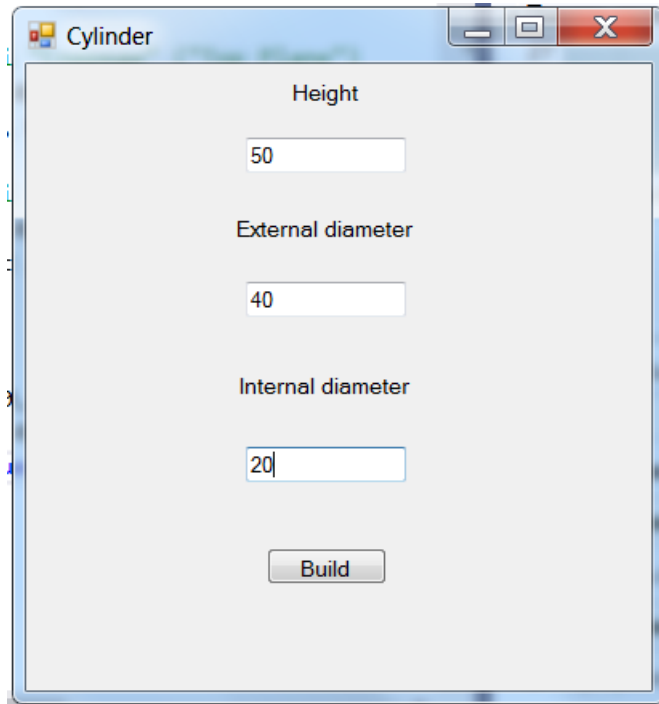 Cylinder
Height
50
External diameter
40
Internal diameter
20
Build